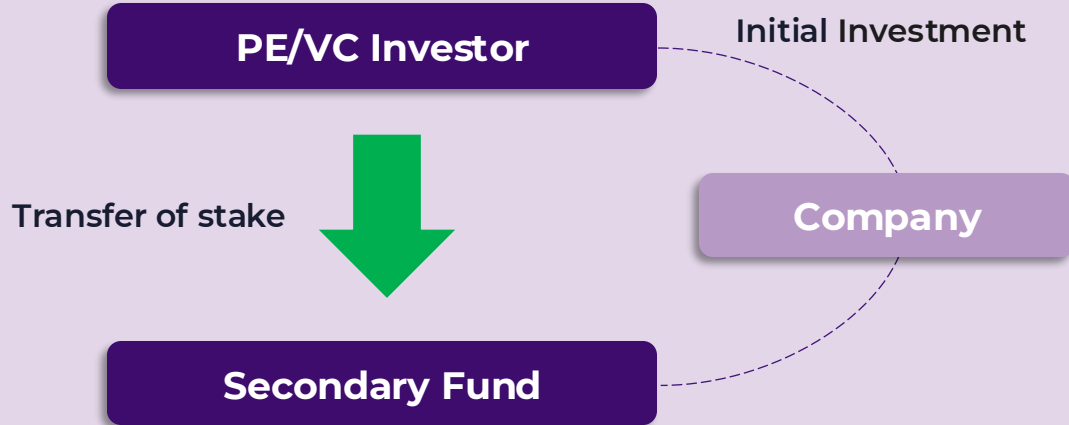 PE/VC Investor
Initial Investment
Transfer of stake
Company
Secondary Fund